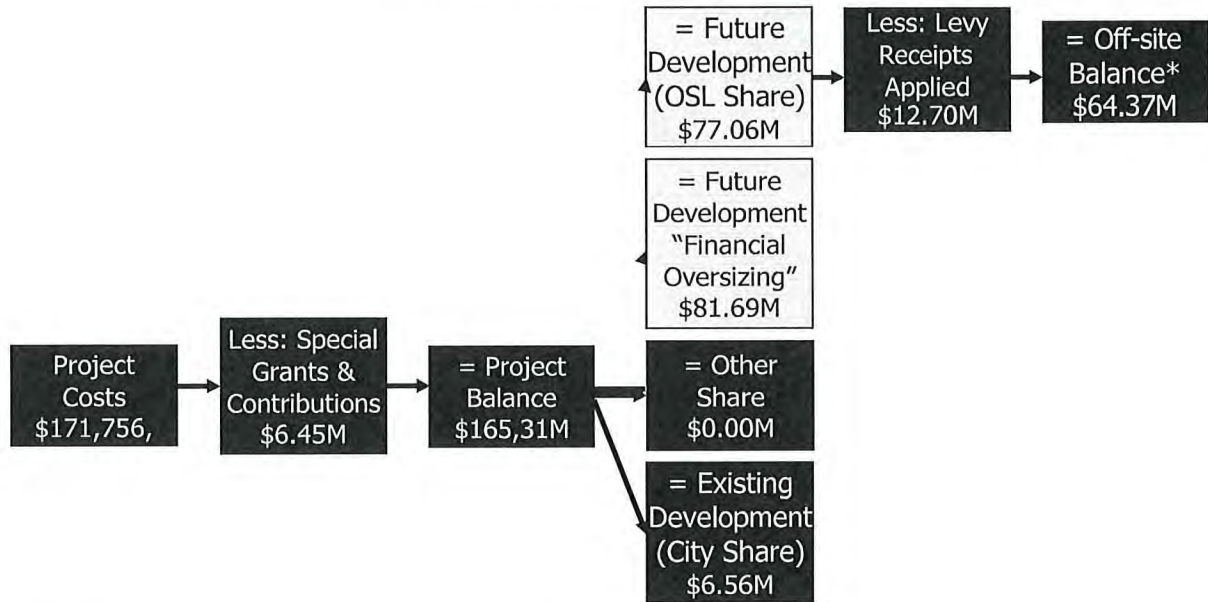 = Future
Development
(OSL Share)
$77.06M
Less: Levy
Receipts
Applied
$12.70M
= Off-site
Balance*
$64.37M
= Future
Development
“Financial
Oversizing”
$81.69M
Project
Costs
$171,756,
Less: Special
Grants &
Contributions
$6.45M
= Project
Balance
$165,31M
= Other
Share
$0.00M
= Existing
Development
(City Share)
$6.56M